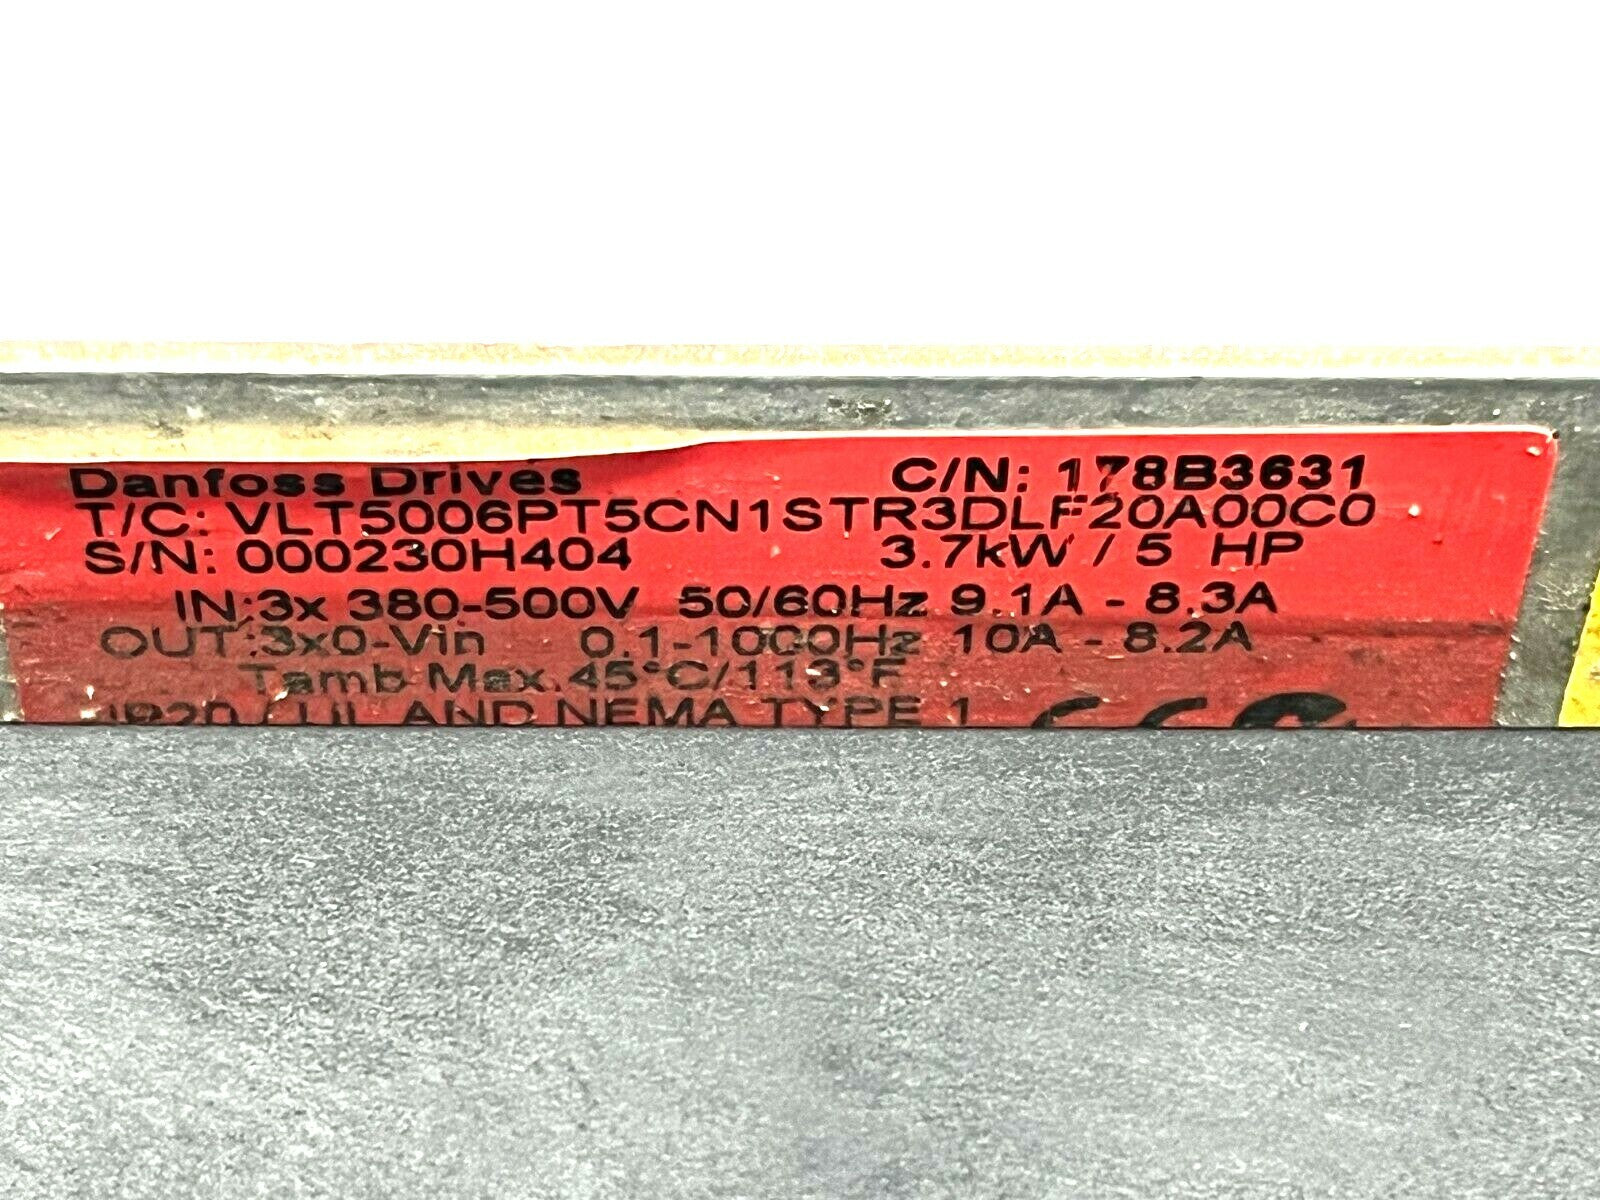 Danfoss Drives C/N: 178B3631
T/C: VLT5006PT5CN1STR3DLF20A00C0
S/N: 000230H404 3.7kW / 5 HP
IN:3x 380-500V 50/60Hz 9.1A - 8.3A
OUT:3x0-Vin 0.1-1000Hz 10A - 8.2A
Tamb Max.45°C/113°F
IP20 / UL AND NEMA TYPE 1